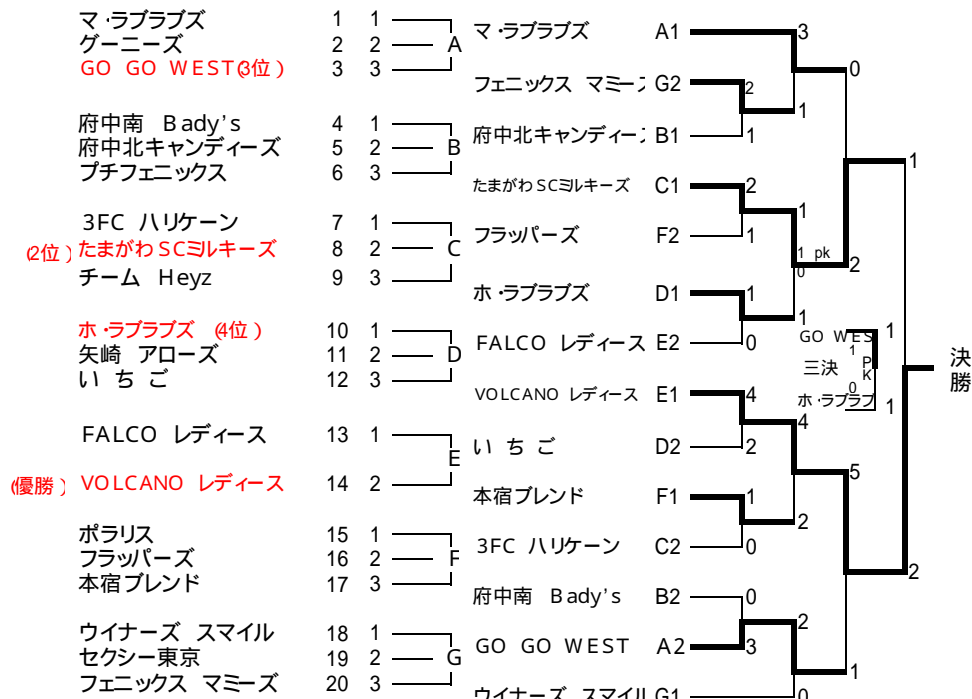 マ・ラブラブズ 1 1
グーニーズ 2 2 A
GO GO WEST(3位) 3 3
府中南 Bady's 4 1
府中北キャンディーズ 5 2 B
プチフェニックス 6 3
3FC ハリケーン 7 1
(2位) たまがわSCミルキーズ 8 2 C
チーム Heyz 9 3
ホ・ラブラブズ (4位) 10 1
矢崎 アローズ 11 2 D
いちご 12 3
FALCO レディース 13 1
E
(優勝) VOLCANO レディース 14 2
ポラリス 15 1
フラッパーズ 16 2 F
本宿ブレンド 17 3
ウイナーズ スマイル 18 1
セクシー東京 19 2 G
フェニックス マミーズ 20 3
マ・ラブラブズ A1 3
0
フェニックス マミーズ G2 2
1
府中北キャンディーズ B1 1
1
たまがわSCミルキーズ C1 2
1
フラッパーズ F2 1
1 pk 2
0
ホ・ラブラブズ D1 1
1
FALCO レディース E2 0
GO WES 1
1
三決 PK
0
ホ・ラブラブ 1
決勝
VOLCANO レディース E1 4
4
いちご D2 2
5
本宿ブレンド F1 1
2
3FC ハリケーン C2 0
2
府中南 Bady's B2 0
2
GO GO WEST A2 3
1
ウイナーズ スマイル G1 0